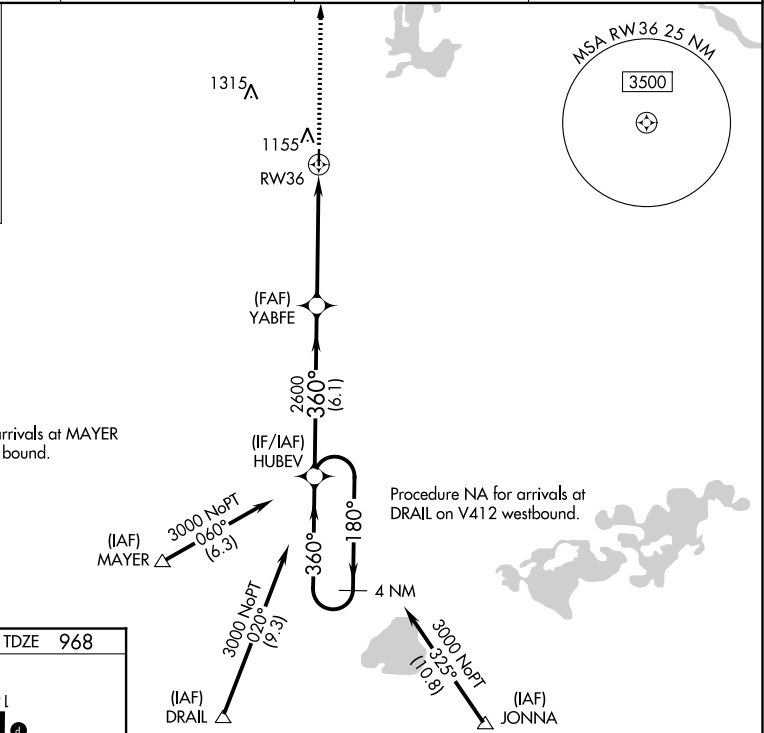 MSA RW36 25 NM
3500
1315
1155
RW36
(FAF)
YABFE
2600
360°
(6.1)
arrivals at MAYER
bound.
(IF/IAF)
HUBEV
Procedure NA for arrivals at
DRAIL on V412 westbound.
3000 NoPT
060°
(6.3)
(IAF)
MAYER
360°
180°
4 NM
3000 NoPT
020°
(9.3)
3000 NoPT
325°
(10.8)
TDZE 968
(IAF)
DRAIL
(IAF)
JONNA